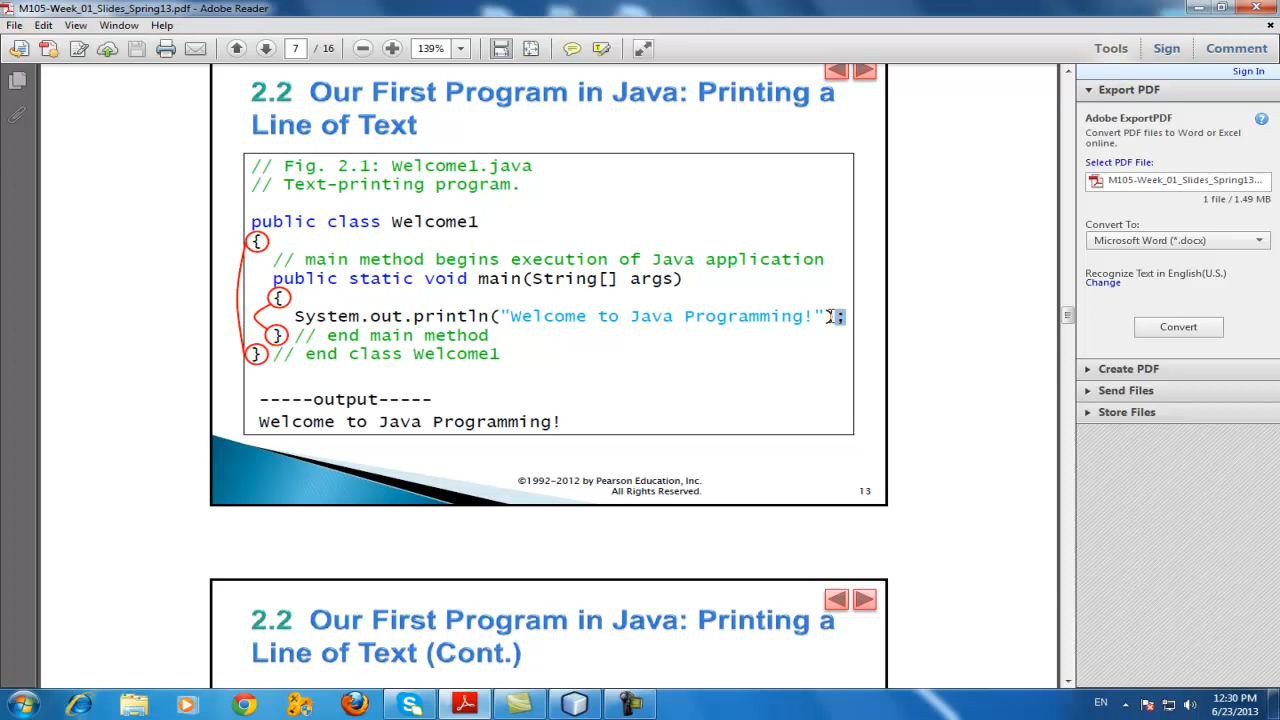 M105-Week_01_Slides_Spring13.pdf - Adobe Reader
File Edit View Window Help
7 / 16 139% Tools Sign Comment
Sign In
Export PDF
Adobe ExportPDF
Convert PDF files to Word or Excel
online.
Select PDF File:
M105-Week_01_Slides_Spring13...
1 file / 1.49 MB
Convert To:
Microsoft Word (*.docx)
Recognize Text in English(U.S.)
Change
Convert
Create PDF
Send Files
Store Files
2.2 Our First Program in Java: Printing a
Line of Text
// Fig. 2.1: Welcome1.java
// Text-printing program.
public class Welcome1
{
// main method begins execution of Java application
public static void main(String[] args)
{
System.out.println("Welcome to Java Programming!");
} // end main method
} // end class Welcome1
-----output-----
Welcome to Java Programming!
©1992-2012 by Pearson Education, Inc.
All Rights Reserved.
13
2.2 Our First Program in Java: Printing a
Line of Text (Cont.)
EN
12:30 PM
6/23/2013